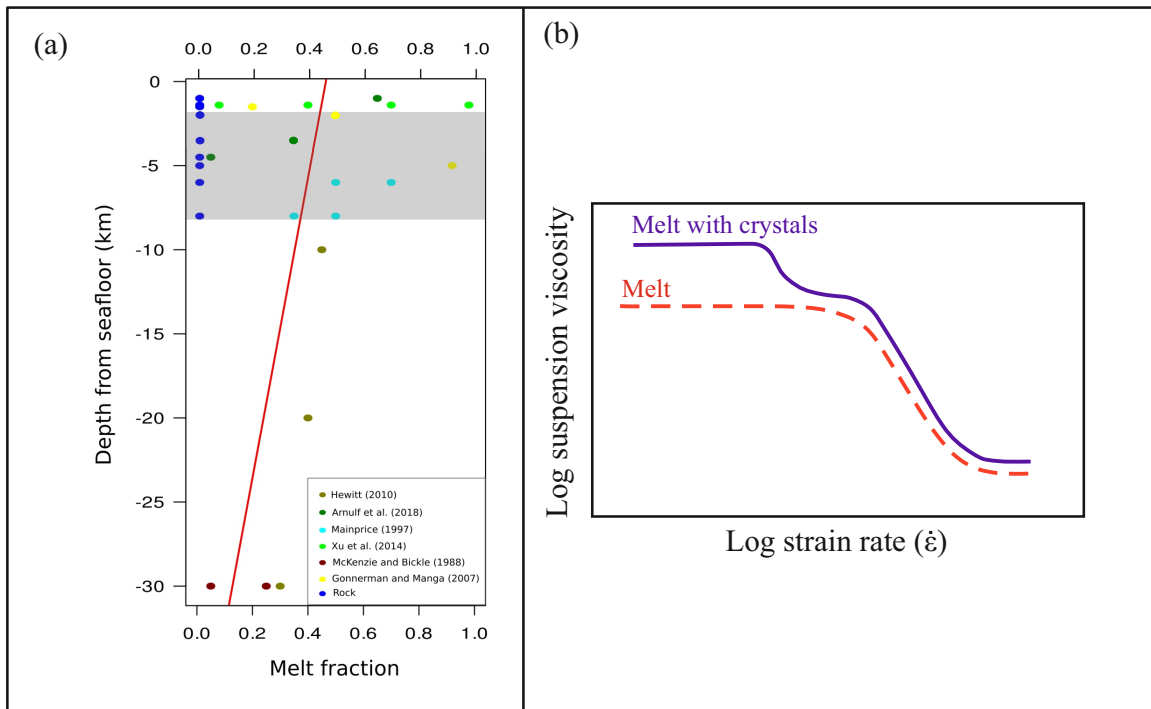 (a)
0.0 0.2 0.4 0.6 0.8 1.0
0
-5
-10
-15
-20
-25
-30
Depth from seafloor (km)
Hewitt (2010)
Arnulf et al. (2018)
Mainprice (1997)
Xu et al. (2014)
McKenzie and Bickle (1988)
Gonnerman and Manga (2007)
Rock
0.0 0.2 0.4 0.6 0.8 1.0
Melt fraction
(b)
Log suspension viscosity
Melt with crystals
Melt
Log strain rate (ε̇)